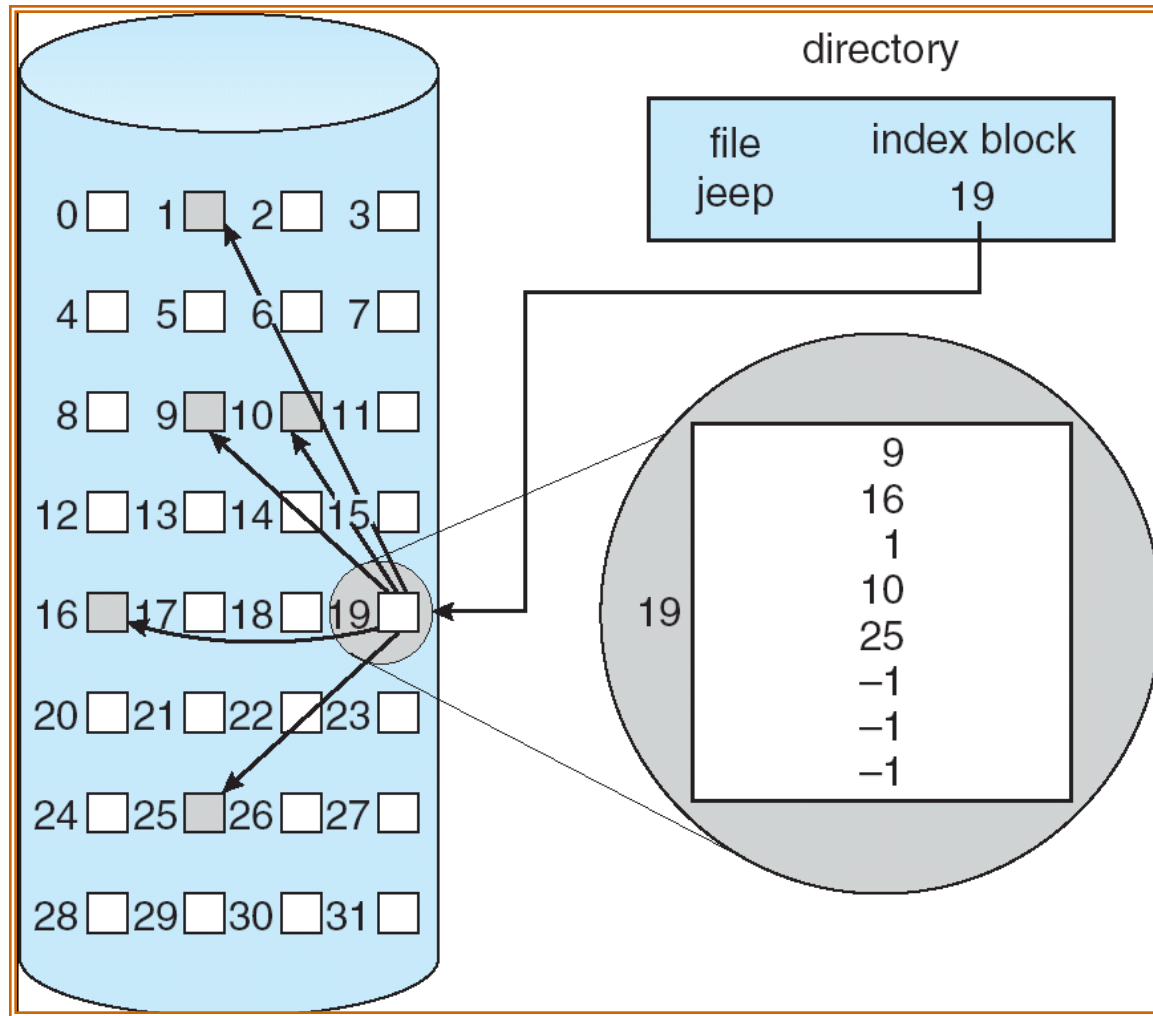 directory
file index block
jeep 19
0 1 2 3
4 5 6 7
8 9 10 11
12 13 14 15
16 17 18 19
20 21 22 23
24 25 26 27
28 29 30 31
19
9
16
1
10
25
–1
–1
–1